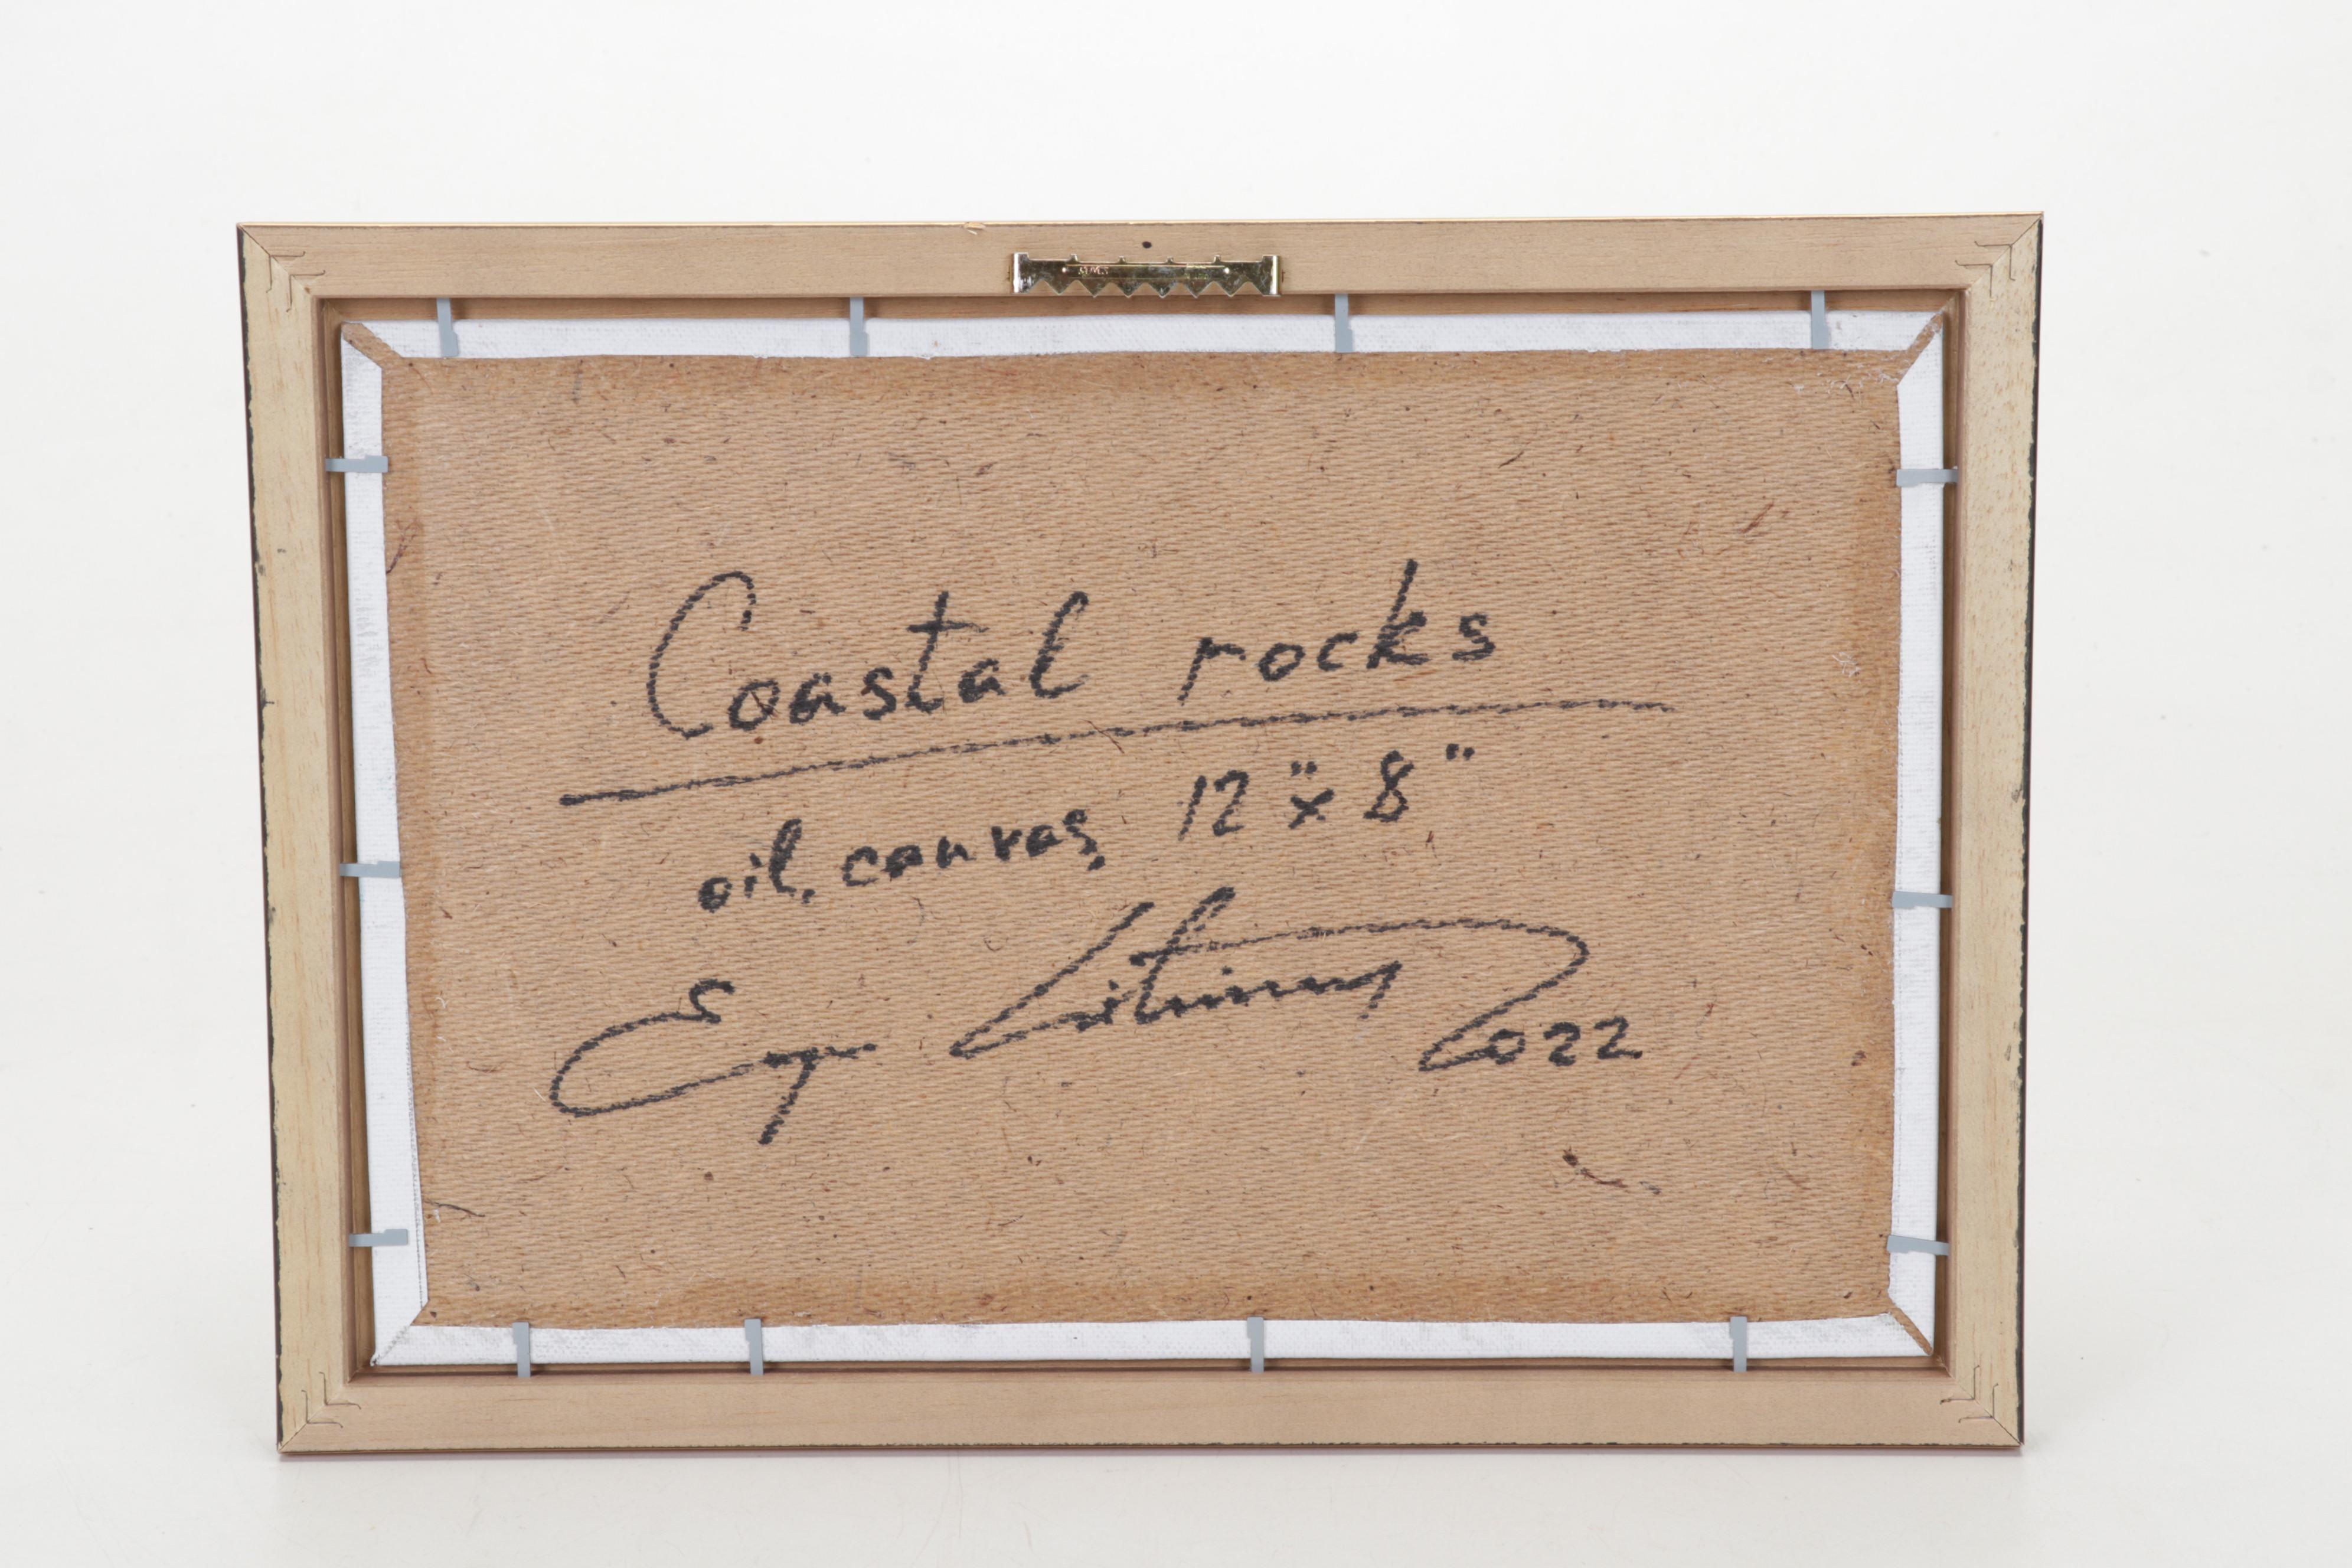 Coastal rocks
oil, canvas, 12" x 8"
2022